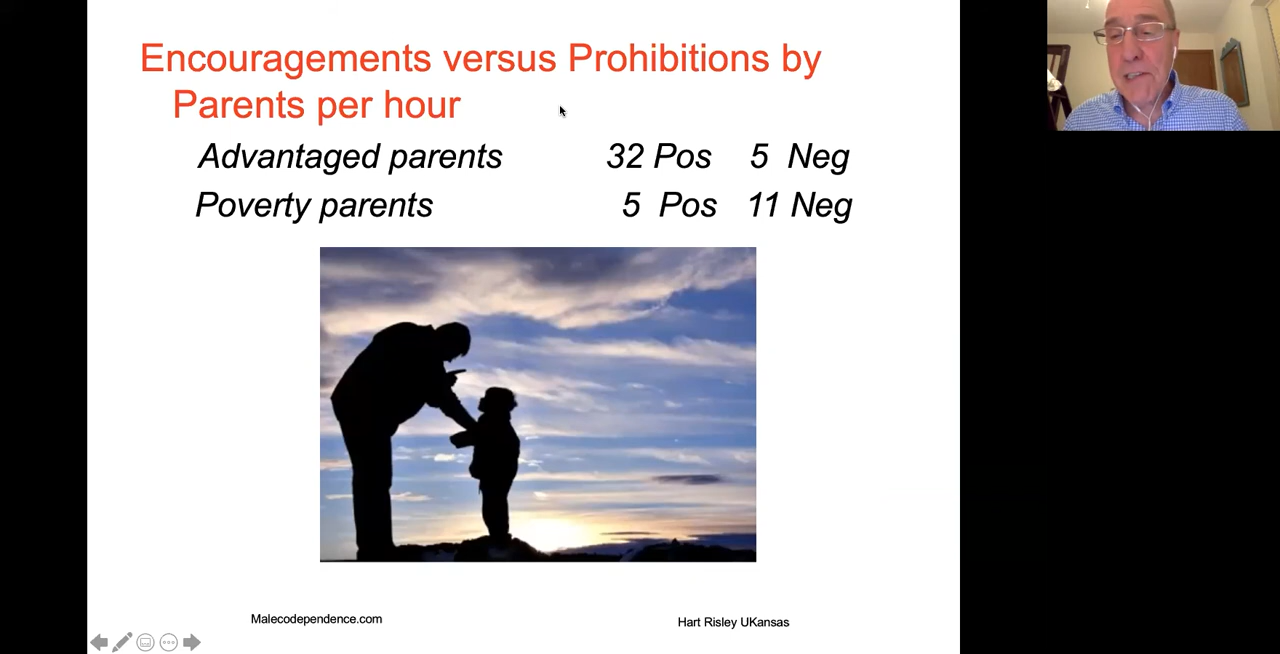 Encouragements versus Prohibitions by
Parents per hour
Advantaged parents 32 Pos 5 Neg
Poverty parents 5 Pos 11 Neg
Malecodependence.com
Hart Risley UKansas